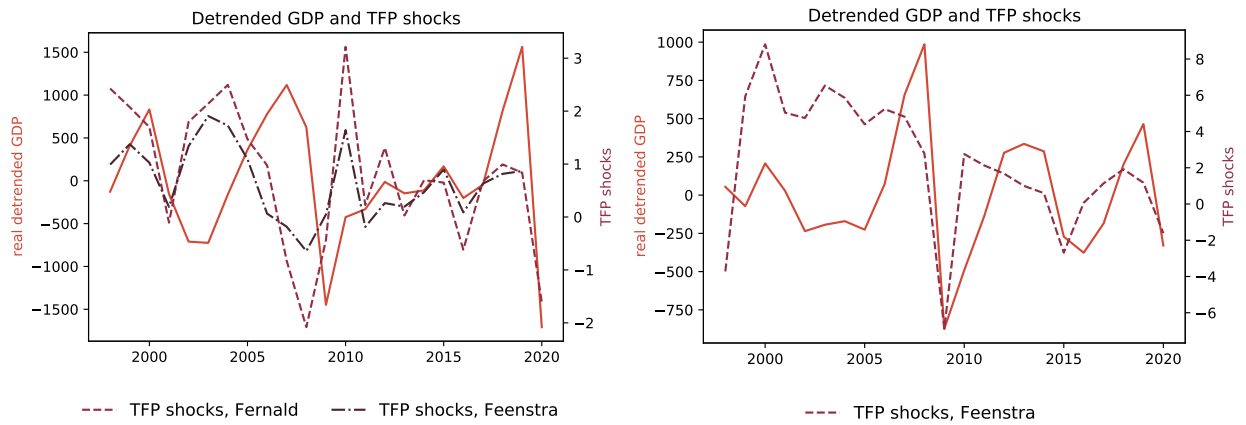 Detrended GDP and TFP shocks
real detrended GDP
1500
1000
500
0
−500
−1000
−1500
3
2
1
0
−1
−2
TFP shocks
2000 2005 2010 2015 2020
TFP shocks, Fernald TFP shocks, Feenstra
Detrended GDP and TFP shocks
real detrended GDP
1000
750
500
250
0
−250
−500
−750
8
6
4
2
0
−2
−4
−6
TFP shocks
2000 2005 2010 2015 2020
TFP shocks, Feenstra